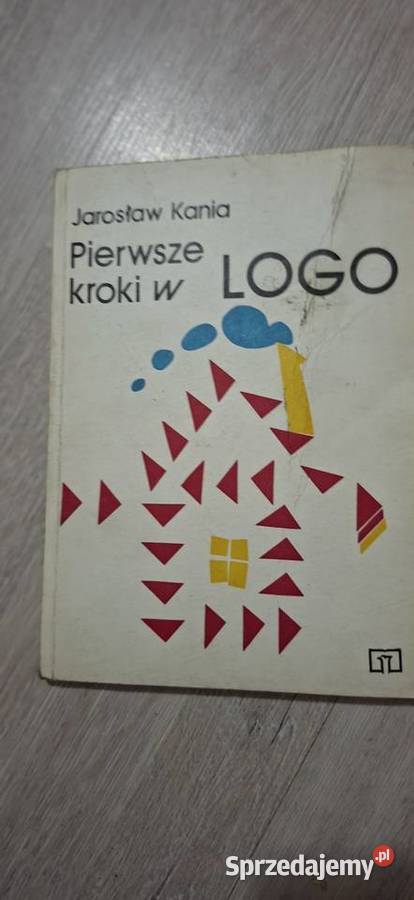 Jarosław Kania
Pierwsze
kroki w LOGO
Sprzedajemy.pl